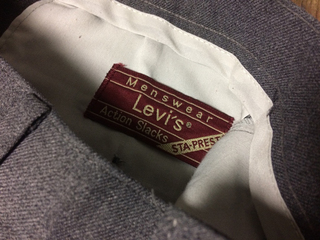 Menswear
Levi's®
Action Slacks
STA-PREST